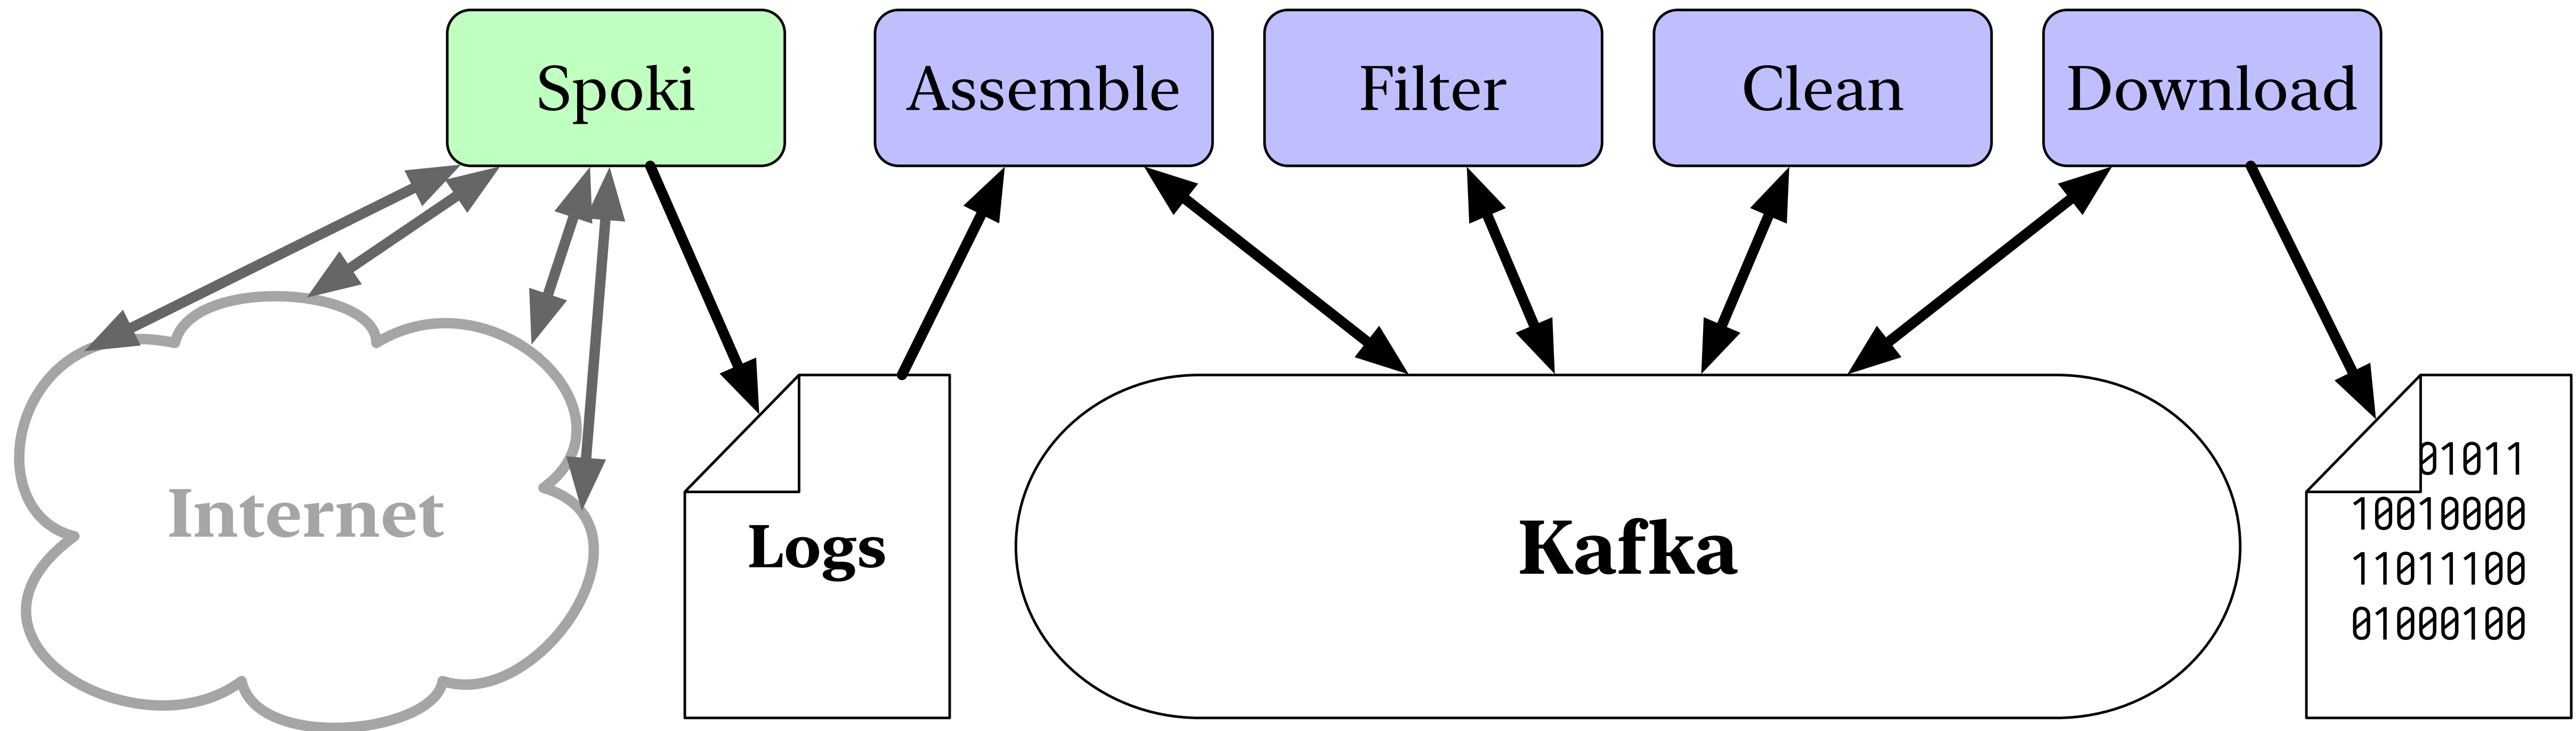 Spoki
Assemble
Filter
Clean
Download
Internet
Logs
Kafka
01011
10010000
11011100
01000100